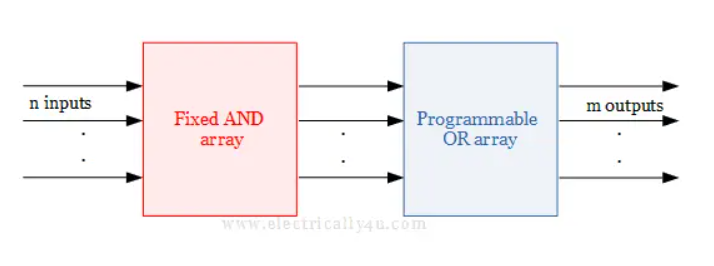 n inputs
Fixed AND
array
Programmable
OR array
m outputs
www.electrically4u.com